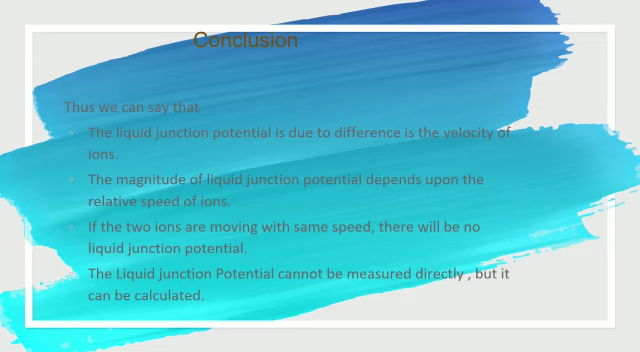 Conclusion
Thus we can say that
The liquid junction potential is due to difference is the velocity of
ions.
The magnitude of liquid junction potential depends upon the
relative speed of ions.
If the two ions are moving with same speed, there will be no
liquid junction potential.
The Liquid junction Potential cannot be measured directly , but it
can be calculated.